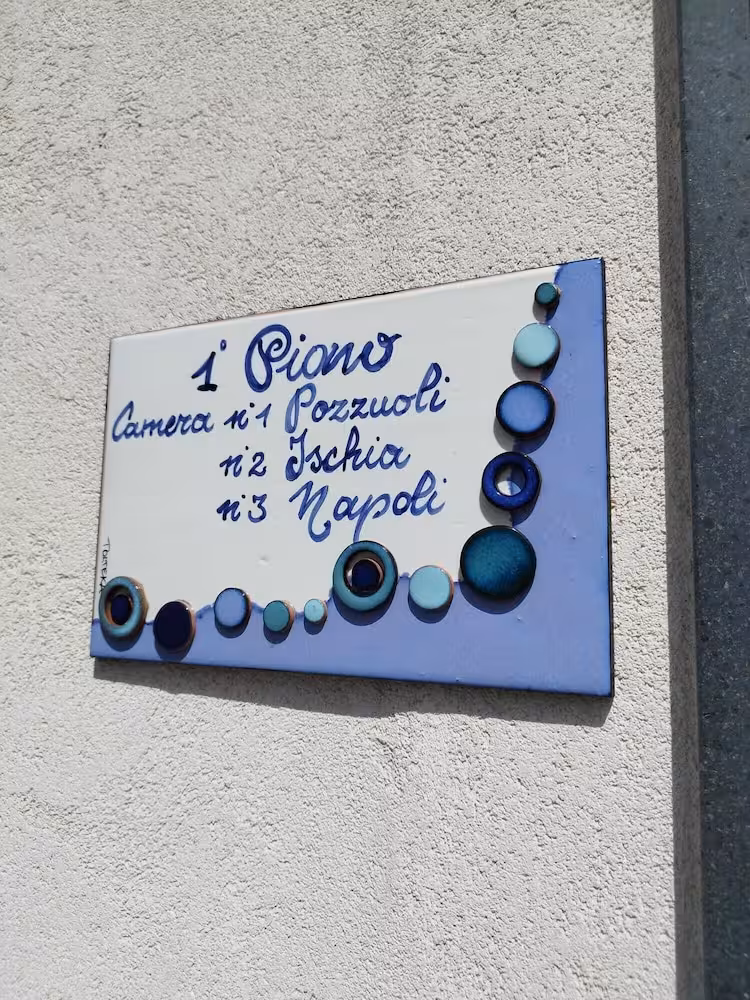 1° Piano
Camera n°1 Pozzuoli
n°2 Ischia
n°3 Napoli